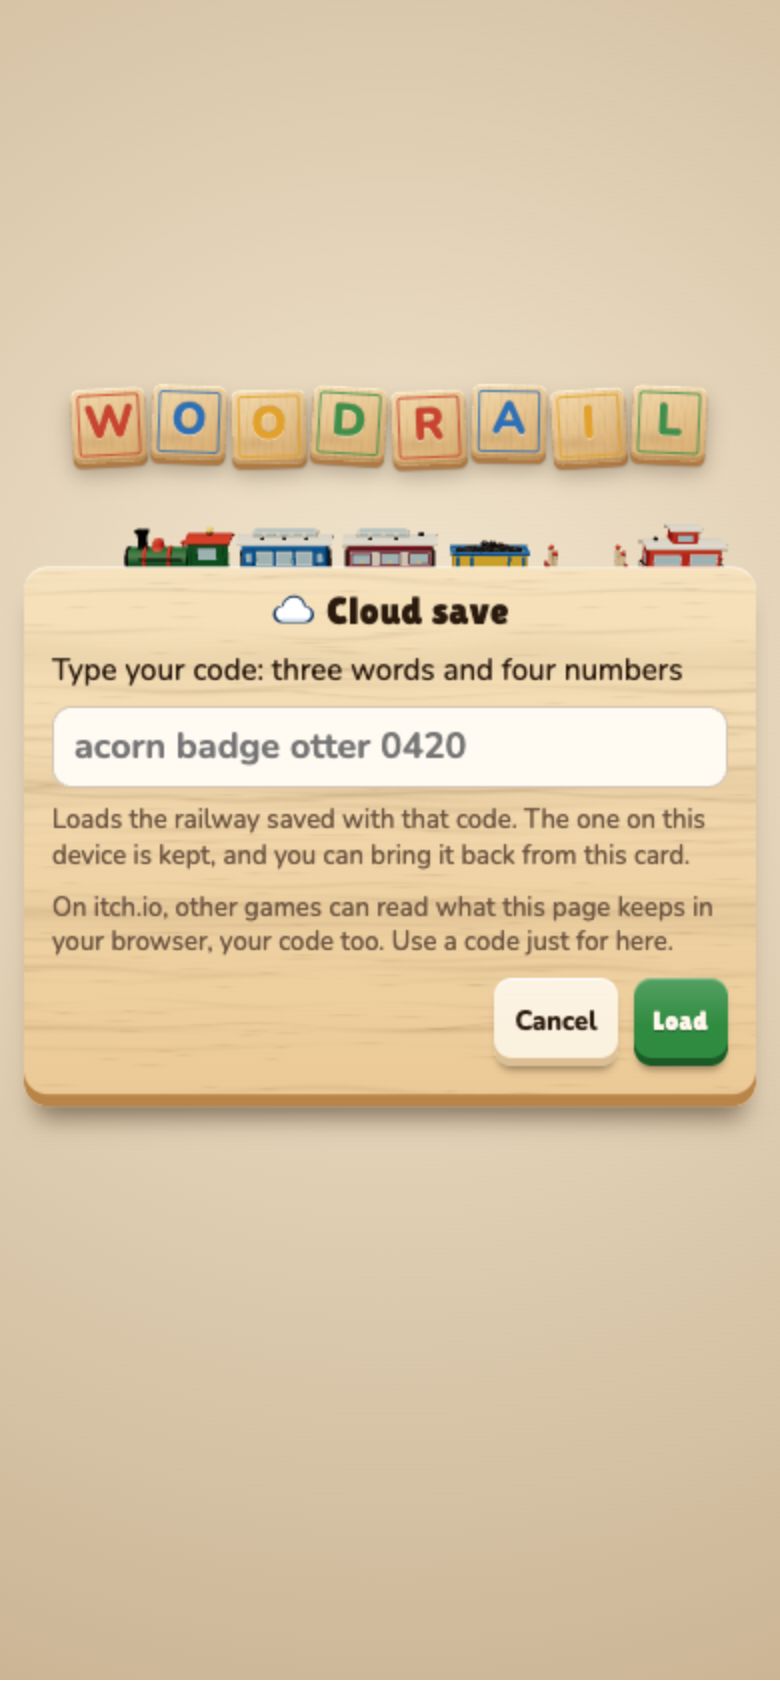 WOODRAIL
Cloud save
Type your code: three words and four numbers
acorn badge otter 0420
Loads the railway saved with that code. The one on this
device is kept, and you can bring it back from this card.
On itch.io, other games can read what this page keeps in
your browser, your code too. Use a code just for here.
Cancel Load